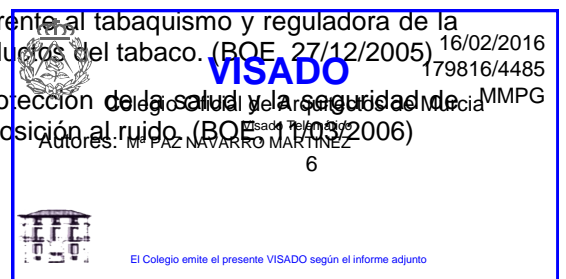 rente al tabaquismo y reguladora de la
ductos del tabaco. (BOE, 27/12/2005)
16/02/2016
VISADO
179816/4485
otección de la salud y la seguridad de
Colegio Oficial de Arquitectos de Murcia
MMPG
Visado Telemático
osición al ruido. (BOE, 11/03/2006)
Autores: Mª PAZ NAVARRO MARTINEZ
6
El Colegio emite el presente VISADO según el informe adjunto